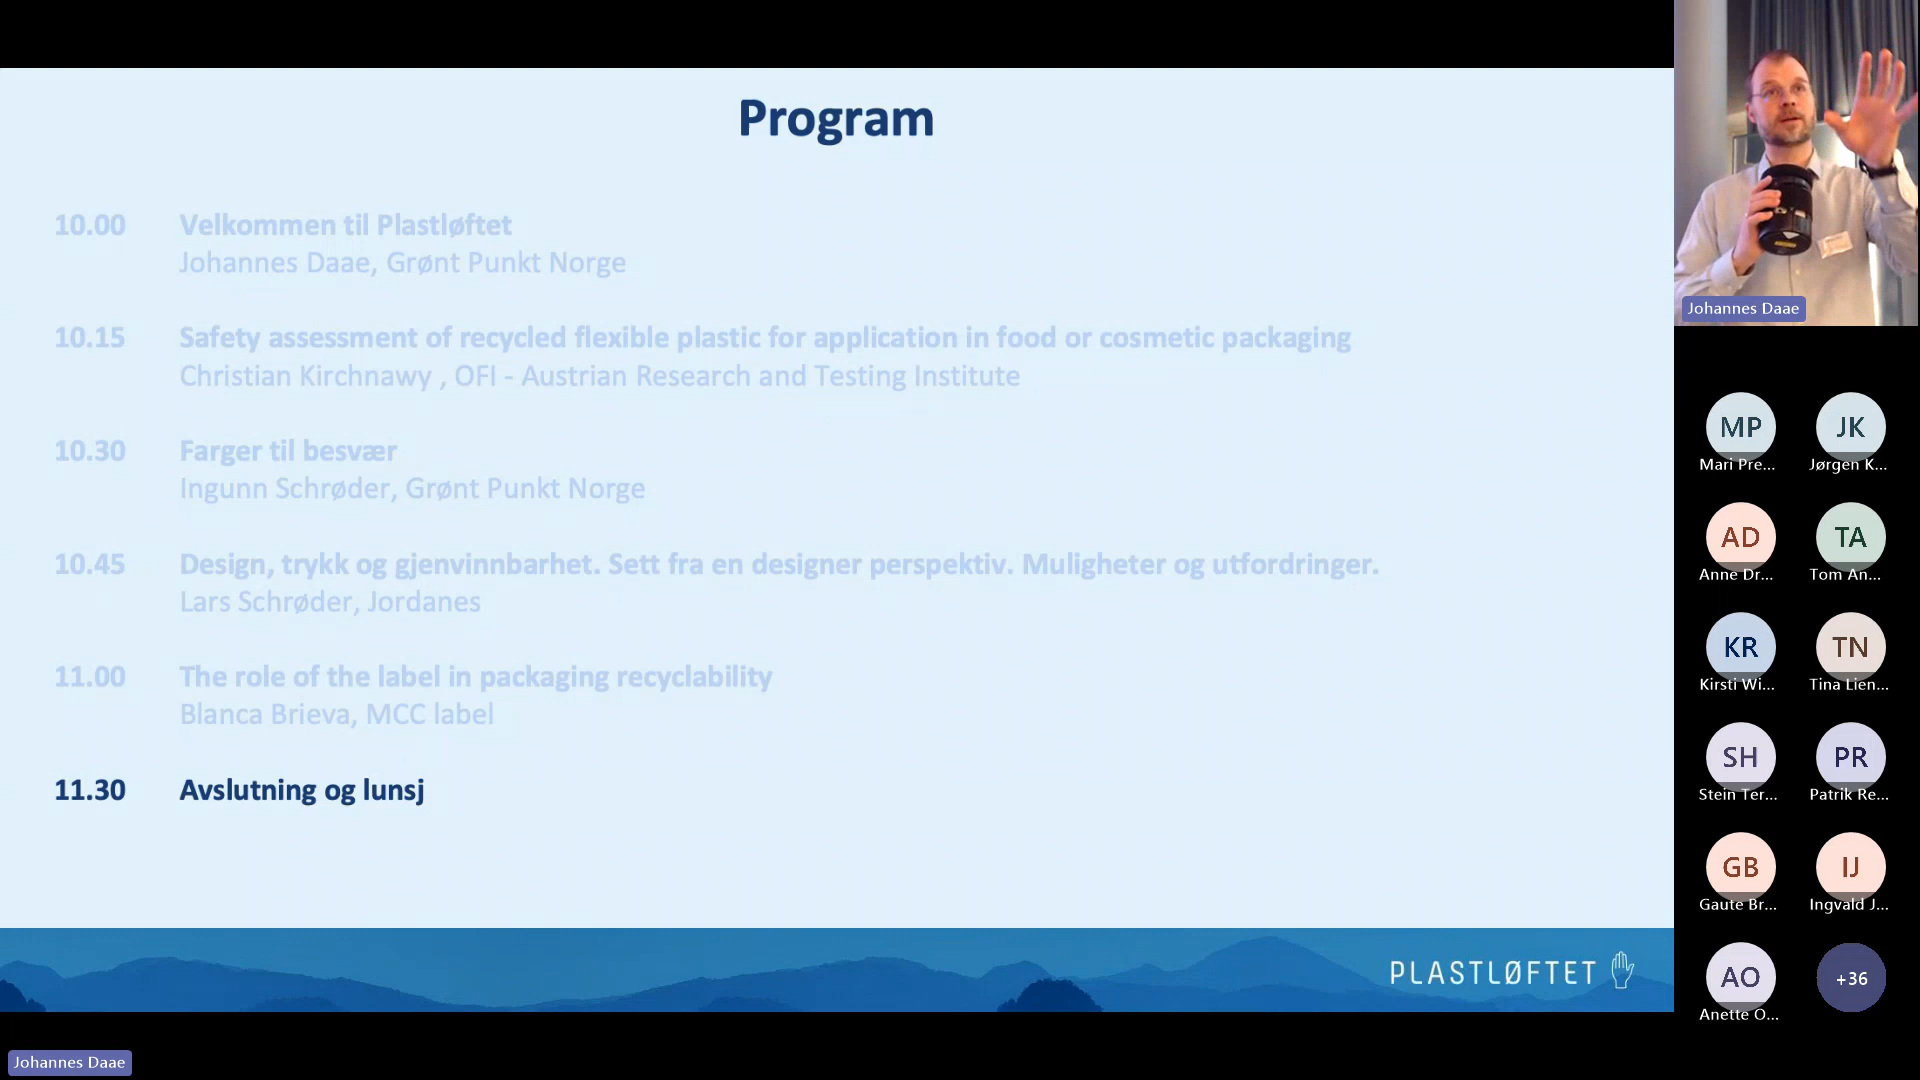 Program
10.00 Velkommen til Plastløftet
Johannes Daae, Grønt Punkt Norge
10.15 Safety assessment of recycled flexible plastic for application in food or cosmetic packaging
Christian Kirchnawy , OFI - Austrian Research and Testing Institute
10.30 Farger til besvær
Ingunn Schrøder, Grønt Punkt Norge
10.45 Design, trykk og gjenvinnbarhet. Sett fra en designer perspektiv. Muligheter og utfordringer.
Lars Schrøder, Jordanes
11.00 The role of the label in packaging recyclability
Blanca Brieva, MCC label
11.30 Avslutning og lunsj
PLASTLØFTET
Johannes Daae
Johannes Daae
MP JK
Mari Pre... Jørgen K...
AD TA
Anne Dr... Tom An...
KR TN
Kirsti Wi... Tina Lien...
SH PR
Stein Ter... Patrik Re...
GB IJ
Gaute Br... Ingvald J...
AO +36
Anette O...